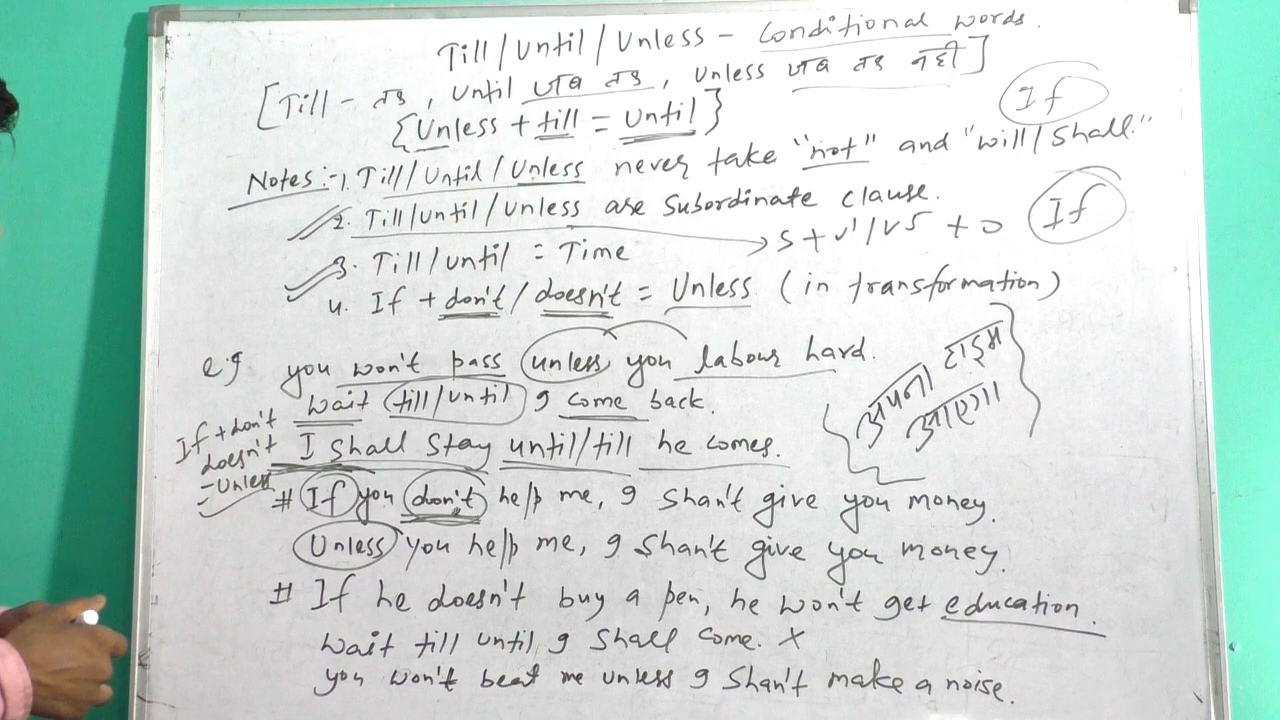 Till/Until/Unless - Conditional words.
[Till - तक, Until जब तक, Unless जब तक नही]
{Unless + till = Until}
If
Notes:-1. Till/Until/Unless never take "not" and "will/shall."
2. Till/Until/Unless are Subordinate clause.
→ S + V¹/V5 + O
If
3. Till/until = Time
4. If + don't/doesn't = Unless (in transformation)
e.g you won't pass unless you labour hard.
Wait till/until I come back.
अपना टाइम
आएगा
If + don't
doesn't
= Unless
I shall stay until/till he comes.
# If you don't help me, I shan't give you money.
Unless you help me, I shan't give you money.
# If he doesn't buy a pen, he won't get education.
Wait till until I shall come. X
you won't beat me unless I shan't make a noise.